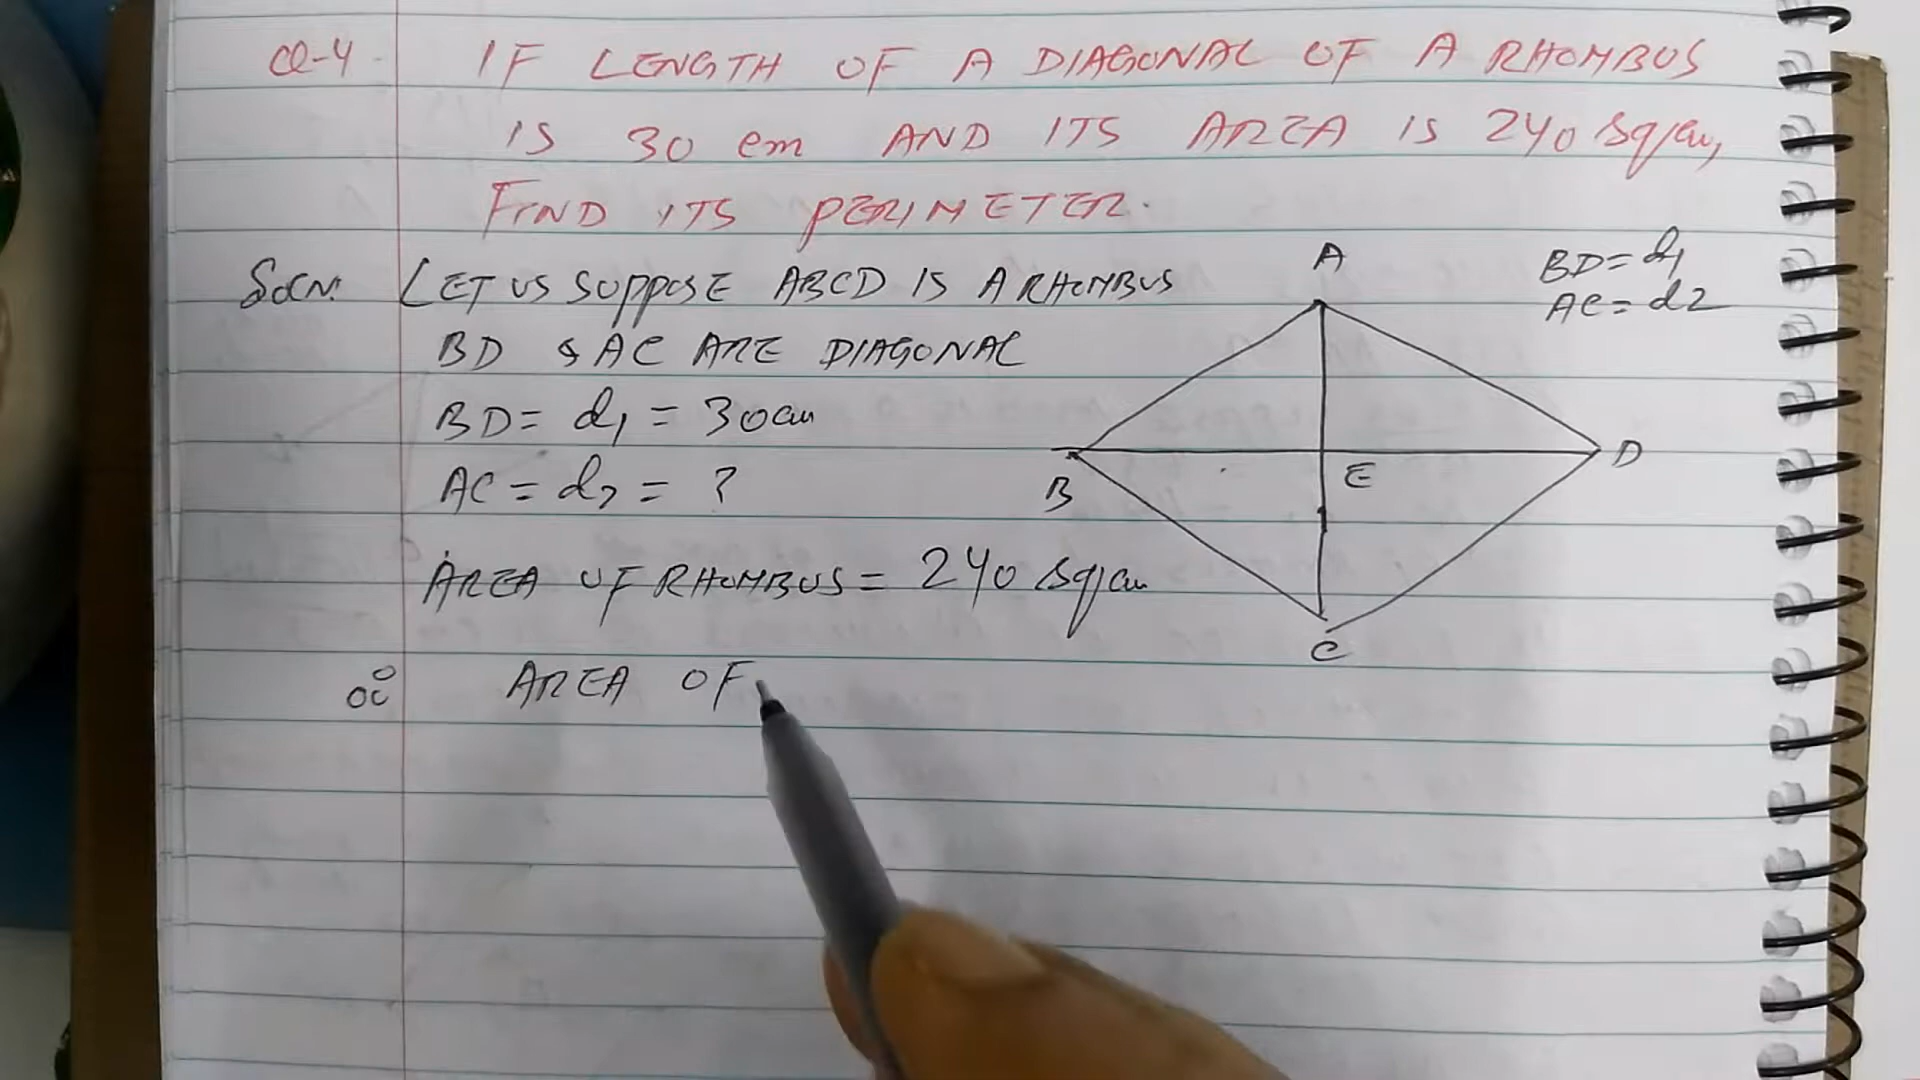 Q-4. IF LENGTH OF A DIAGONAL OF A RHOMBUS
IS 30 cm AND ITS AREA IS 240 sq/cm,
FIND ITS PERIMETER.
Soln. LET US SUPPOSE ABCD IS A RHOMBUS
BD & AC ARE DIAGONAL
BD = d1 = 30cm
AC = d2 = ?
AREA OF RHOMBUS = 240 sq/cm
∴ AREA OF
BD = d1
AC = d2
A
B
E
D
C